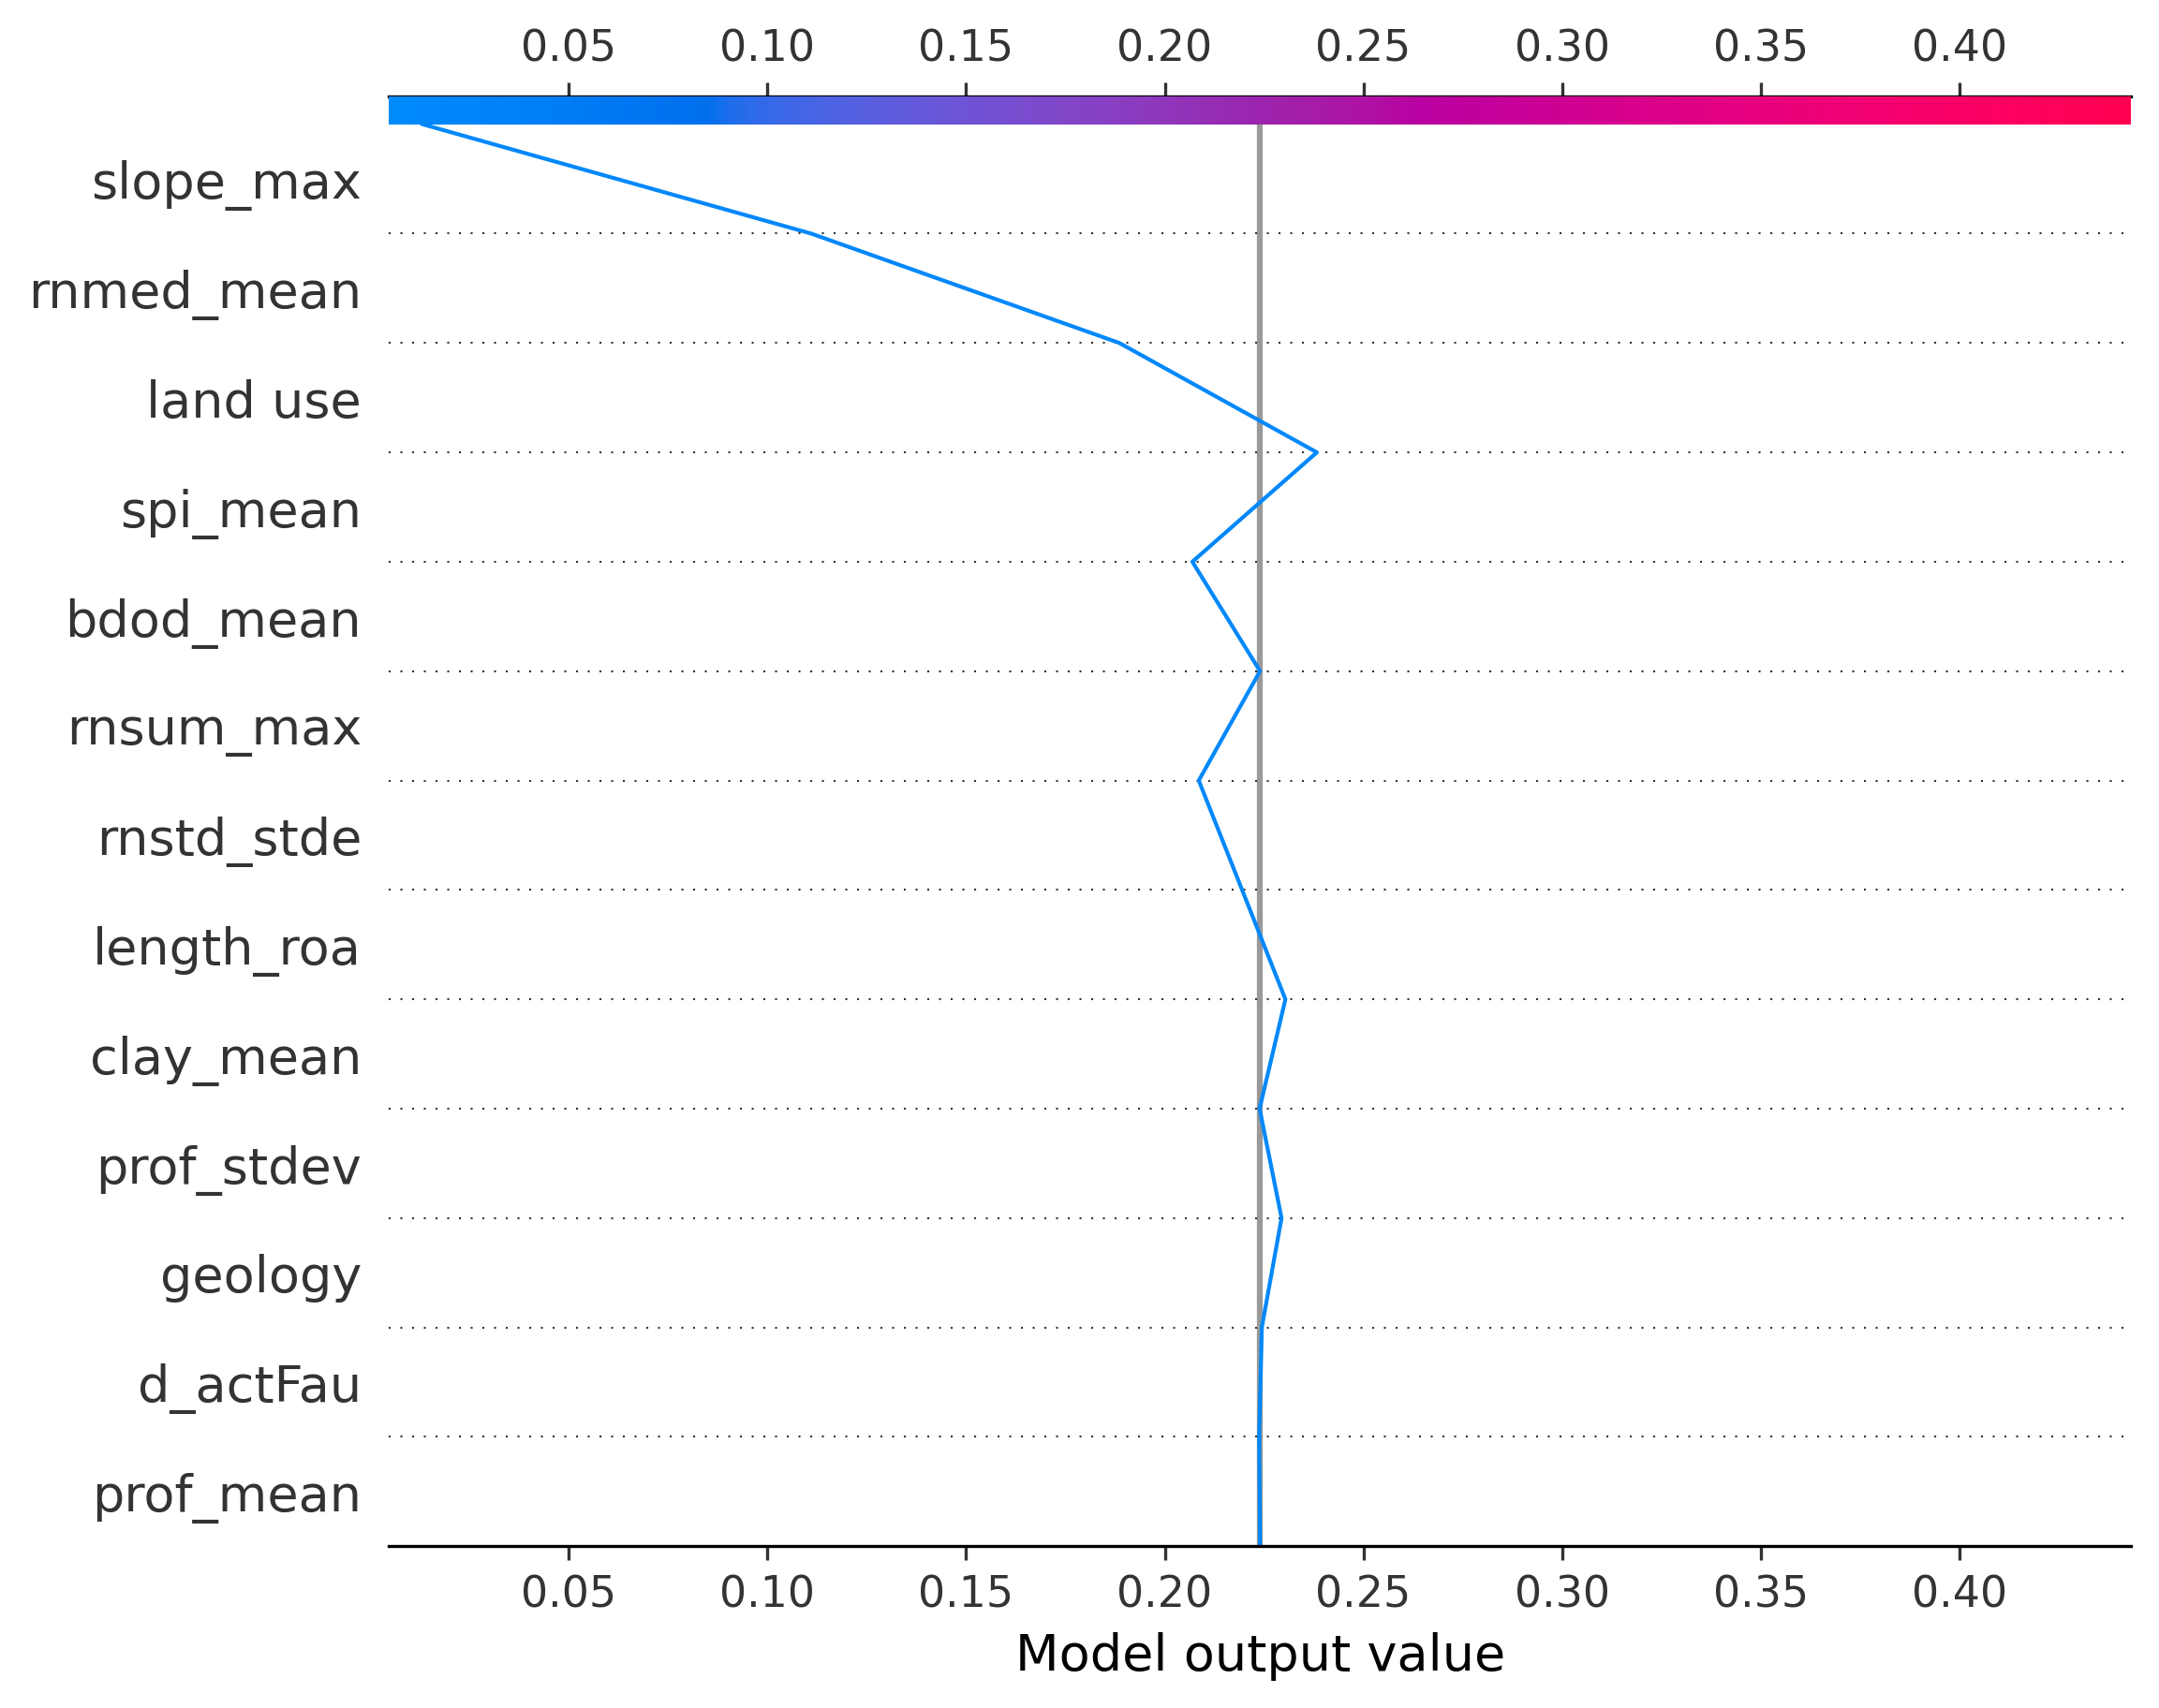 0.05 0.10 0.15 0.20 0.25 0.30 0.35 0.40
slope_max
rnmed_mean
land use
spi_mean
bdod_mean
rnsum_max
rnstd_stde
length_roa
clay_mean
prof_stdev
geology
d_actFau
prof_mean
0.05 0.10 0.15 0.20 0.25 0.30 0.35 0.40
Model output value